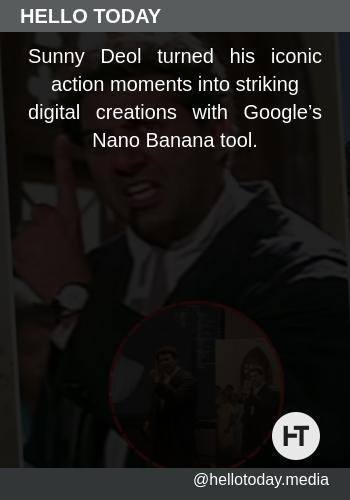 HELLO TODAY
Sunny Deol turned his iconic
action moments into striking
digital creations with Google’s
Nano Banana tool.
HT
@hellotoday.media